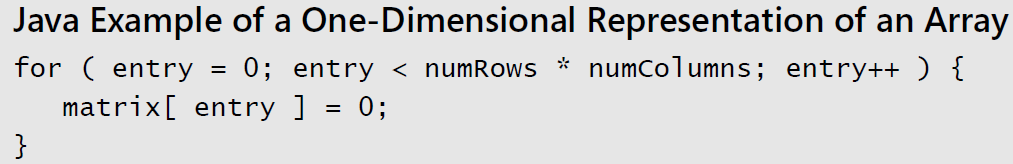 Java Example of a One-Dimensional Representation of an Array
for ( entry = 0; entry < numRows * numColumns; entry++ ) {
   matrix[ entry ] = 0;
}